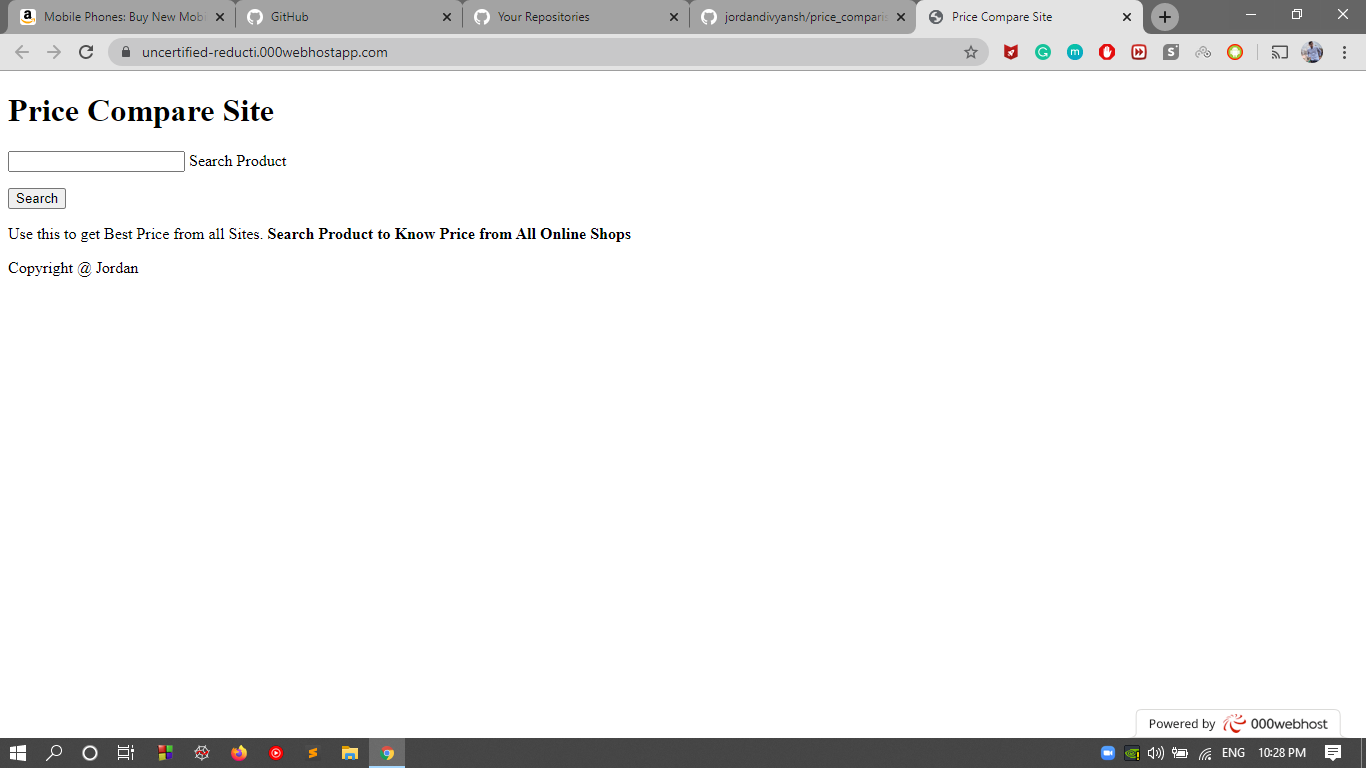 Mobile Phones: Buy New Mob
GitHub
Your Repositories
jordandivyansh/price_comparis
Price Compare Site
uncertified-reducti.000webhostapp.com
Price Compare Site
Search Product
Search
Use this to get Best Price from all Sites. Search Product to Know Price from All Online Shops
Copyright @ Jordan
Powered by 000webhost
ENG 10:28 PM